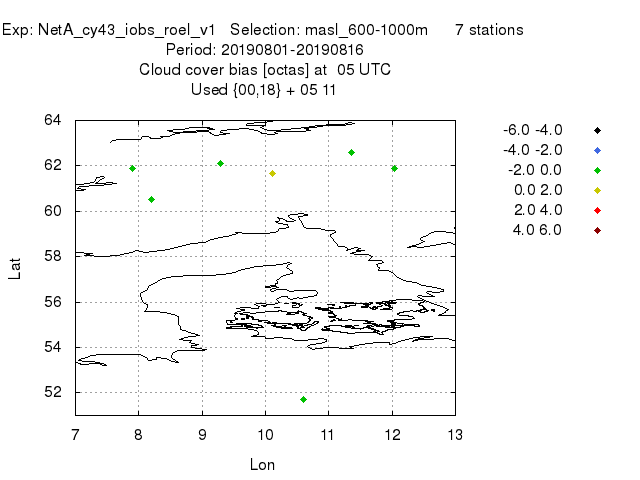 Exp: NetA_cy43_iobs_roel_v1 Selection: masl_600-1000m 7 stations
Period: 20190801-20190816
Cloud cover bias [octas] at 05 UTC
Used {00,18} + 05 11
64
62
60
58
56
54
52
Lat
7 8 9 10 11 12 13
Lon
-6.0 -4.0
-4.0 -2.0
-2.0 0.0
0.0 2.0
2.0 4.0
4.0 6.0